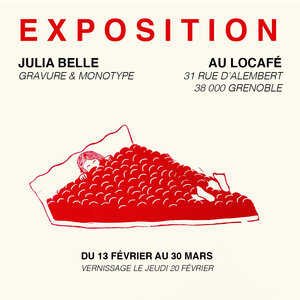 EXPOSITION
JULIA BELLE
GRAVURE & MONOTYPE
AU LOCAFÉ
31 RUE D'ALEMBERT
38 000 GRENOBLE
DU 13 FÉVRIER AU 30 MARS
VERNISSAGE LE JEUDI 20 FÉVRIER